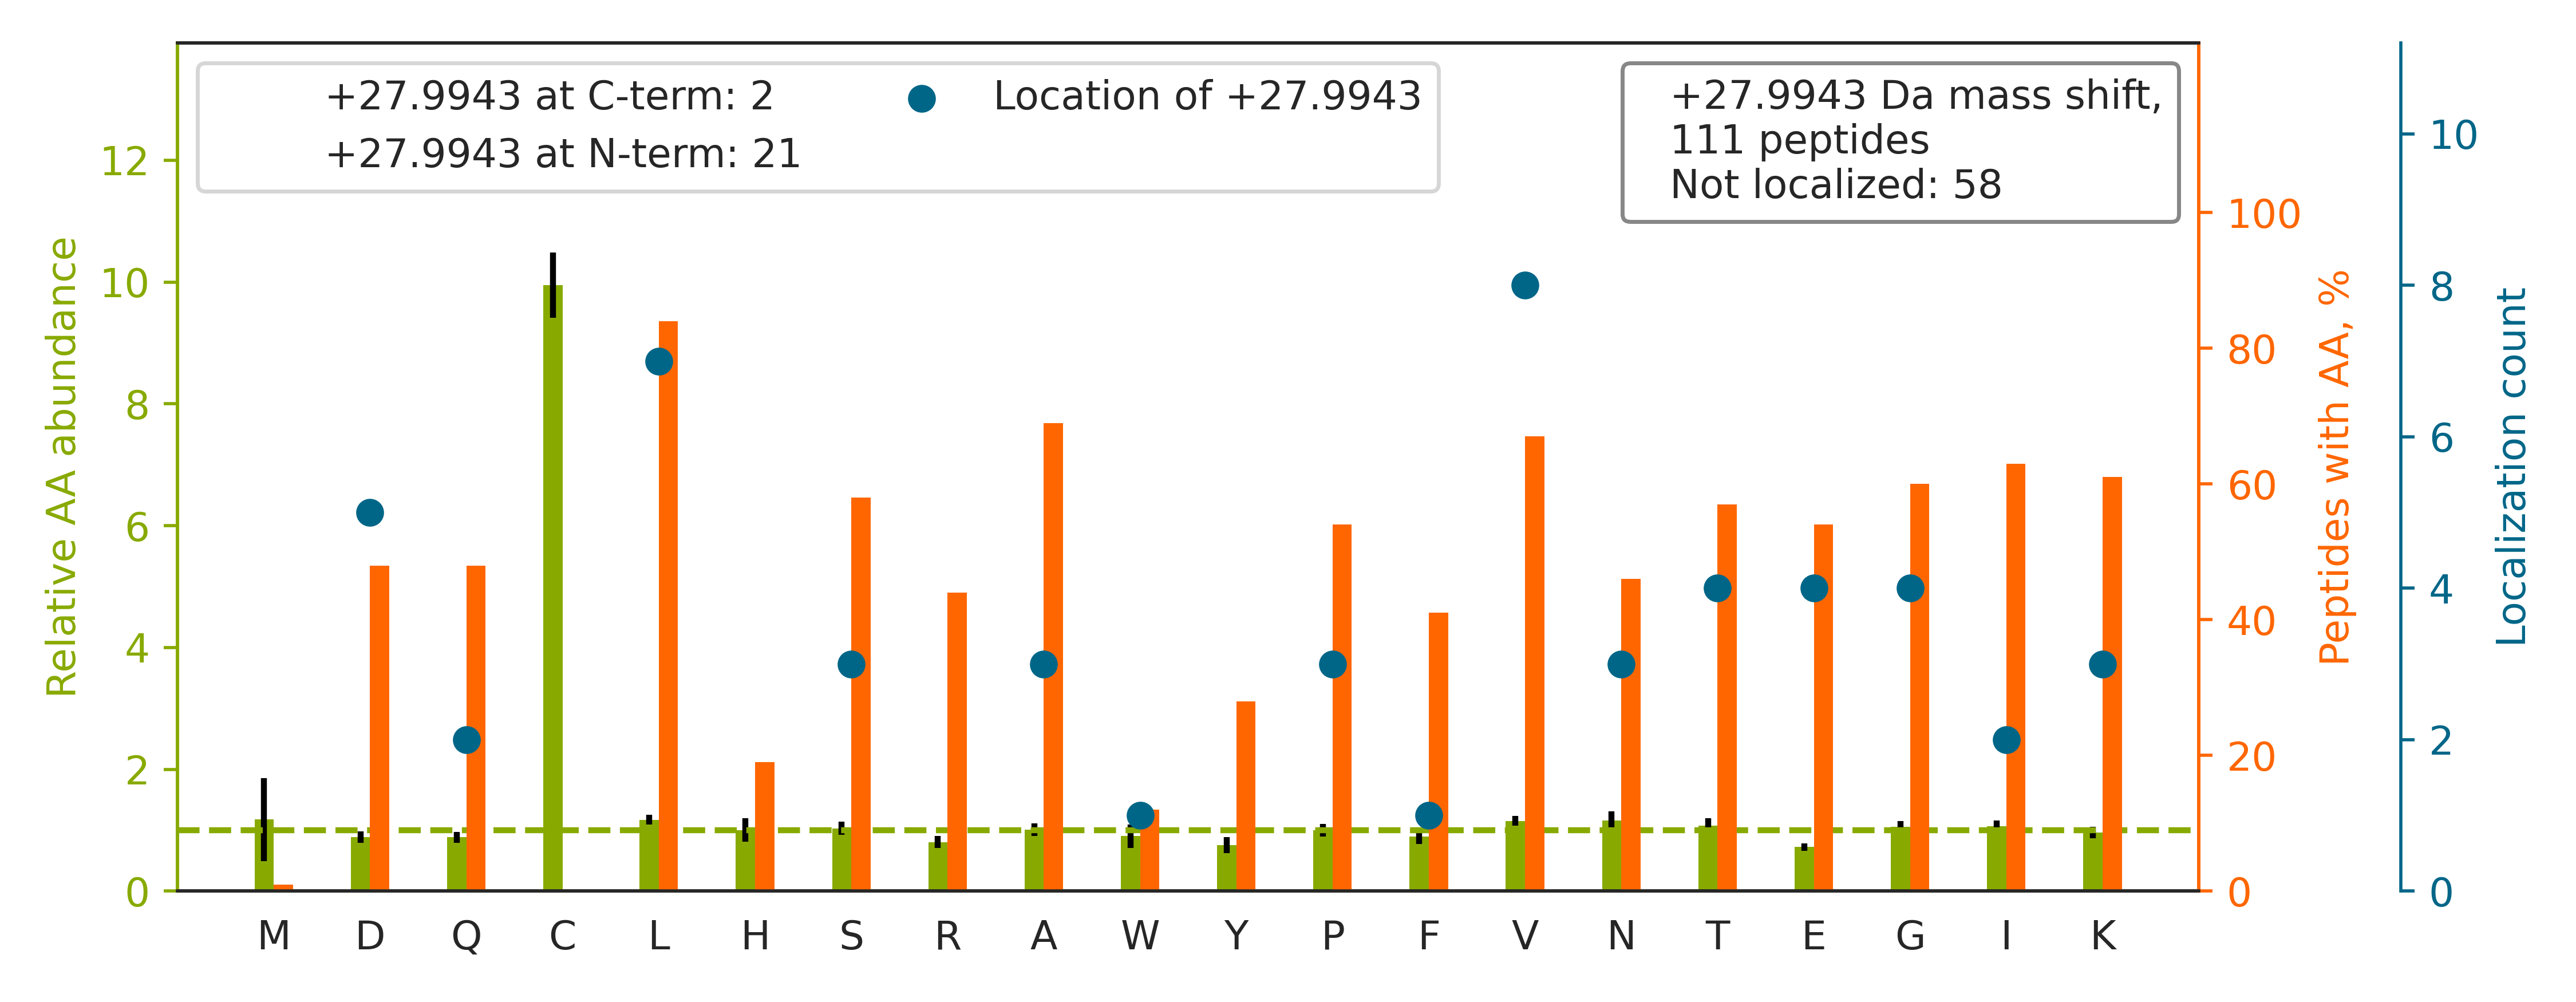 +27.9943 at C-term: 2
+27.9943 at N-term: 21
Location of +27.9943
+27.9943 Da mass shift,
111 peptides
Not localized: 58
Relative AA abundance
12
10
8
6
4
2
0
M D Q C L H S R A W Y P F V N T E G I K
100
80
60
40
20
0
Peptides with AA, %
10
8
6
4
2
0
Localization count